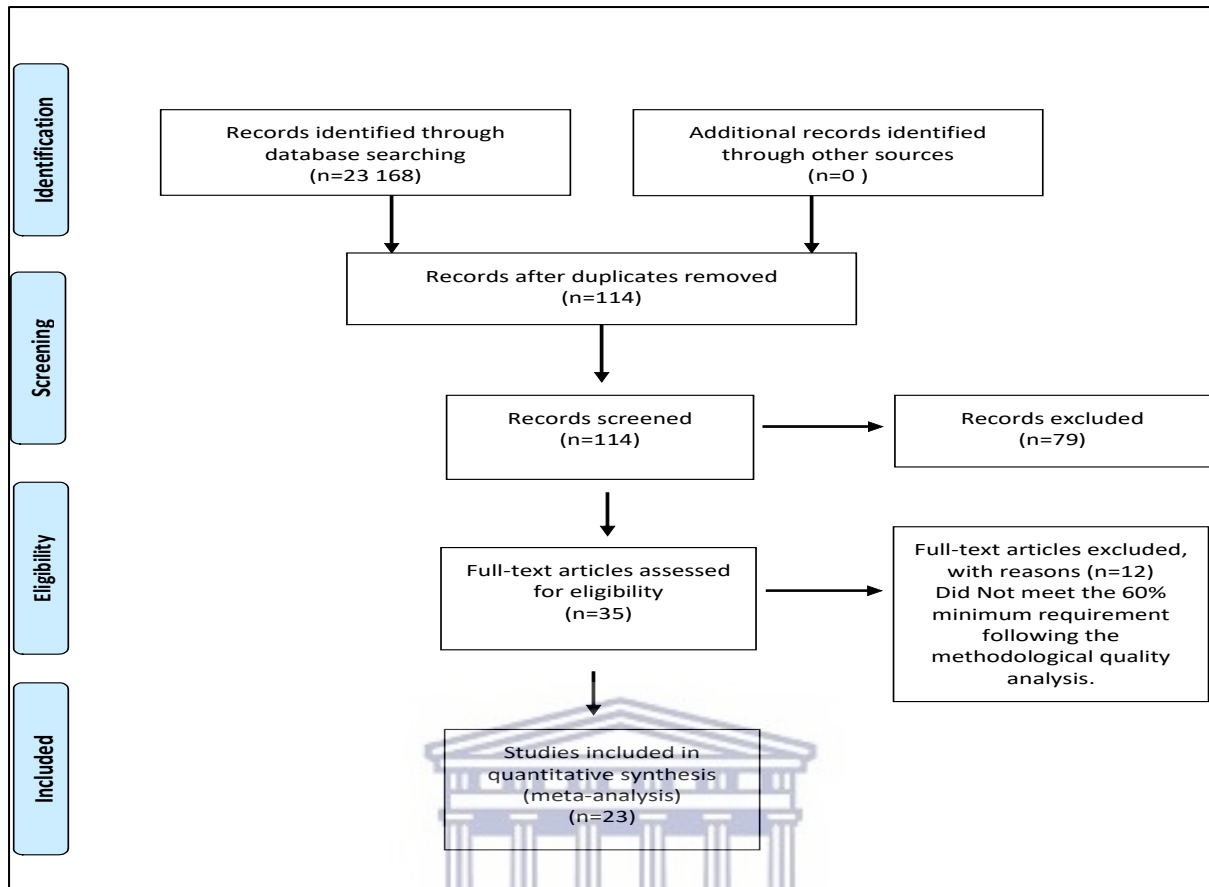 Identification
Records identified through
database searching
(n=23 168)
Additional records identified
through other sources
(n=0 )
Records after duplicates removed
(n=114)
Screening
Records screened
(n=114)
Records excluded
(n=79)
Eligibility
Full-text articles assessed
for eligibility
(n=35)
Full-text articles excluded,
with reasons (n=12)
Did Not meet the 60%
minimum requirement
following the
methodological quality
analysis.
Included
Studies included in
quantitative synthesis
(meta-analysis)
(n=23)